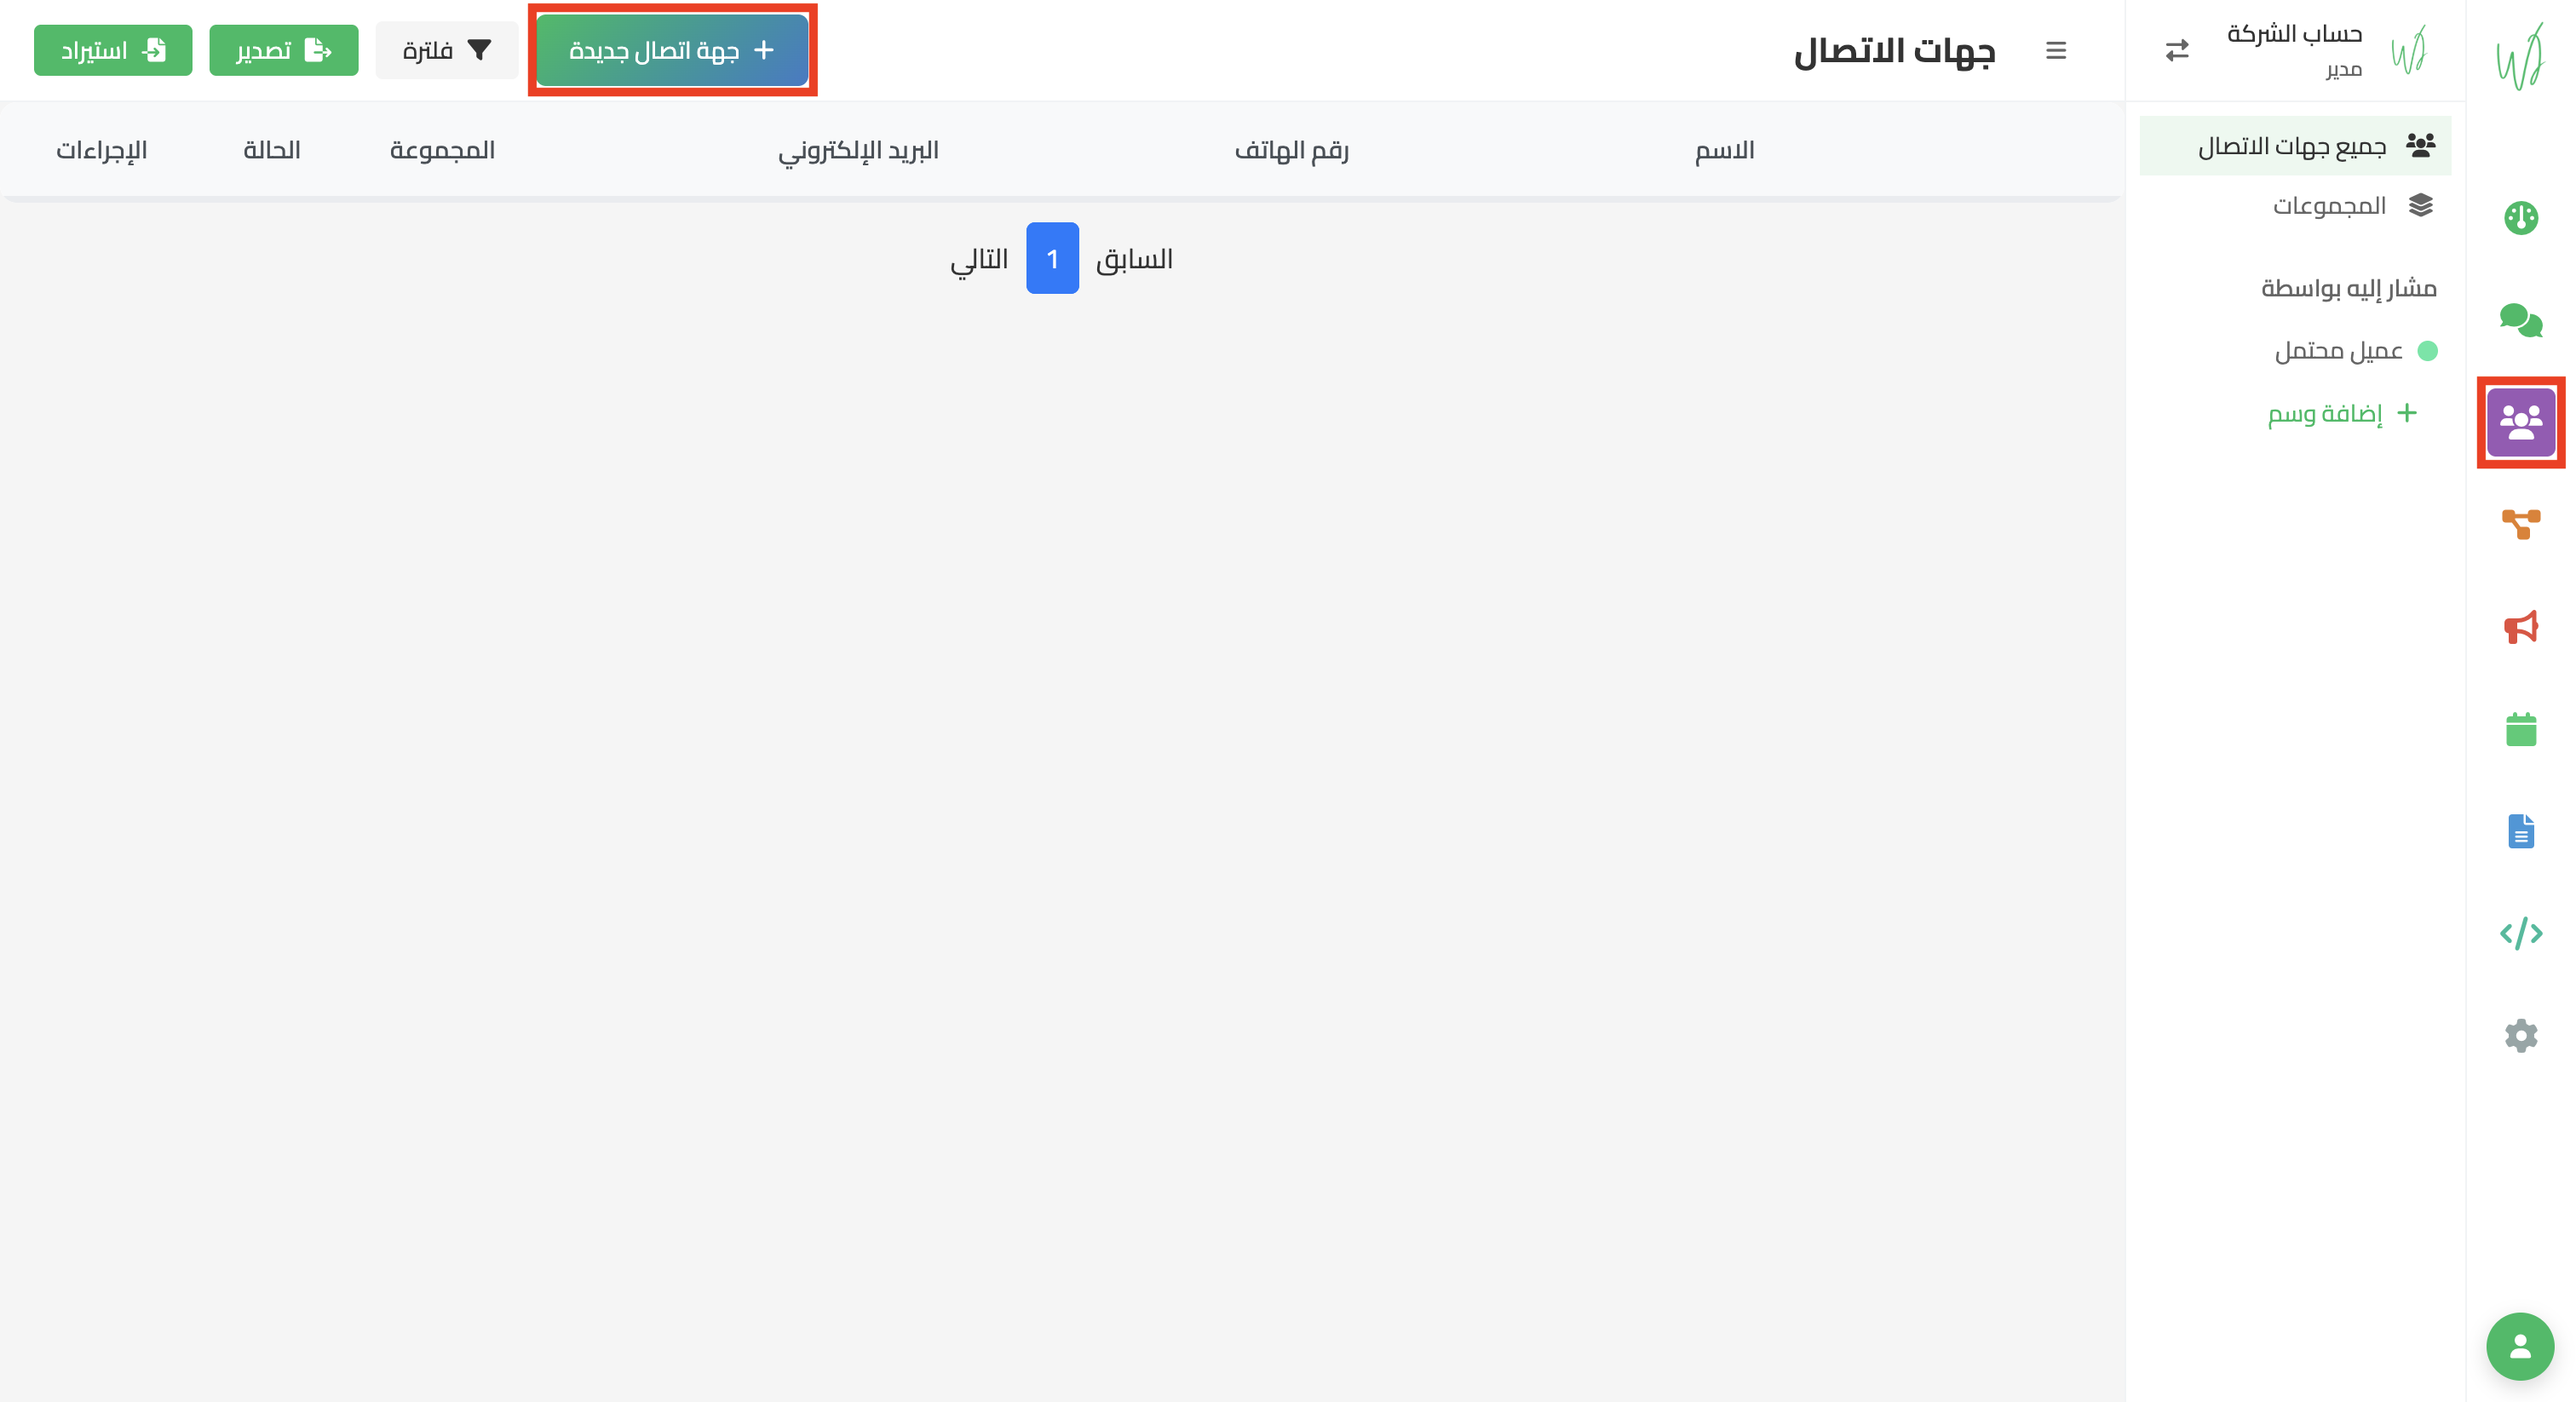 حساب الشركة
مدير
جميع جهات الاتصال
المجموعات
مشار إليه بواسطة
عميل محتمل
+ إضافة وسم
جهات الاتصال
+ جهة اتصال جديدة
فلترة
تصدير
استيراد
الاسم
رقم الهاتف
البريد الإلكتروني
المجموعة
الحالة
الإجراءات
السابق
1
التالي